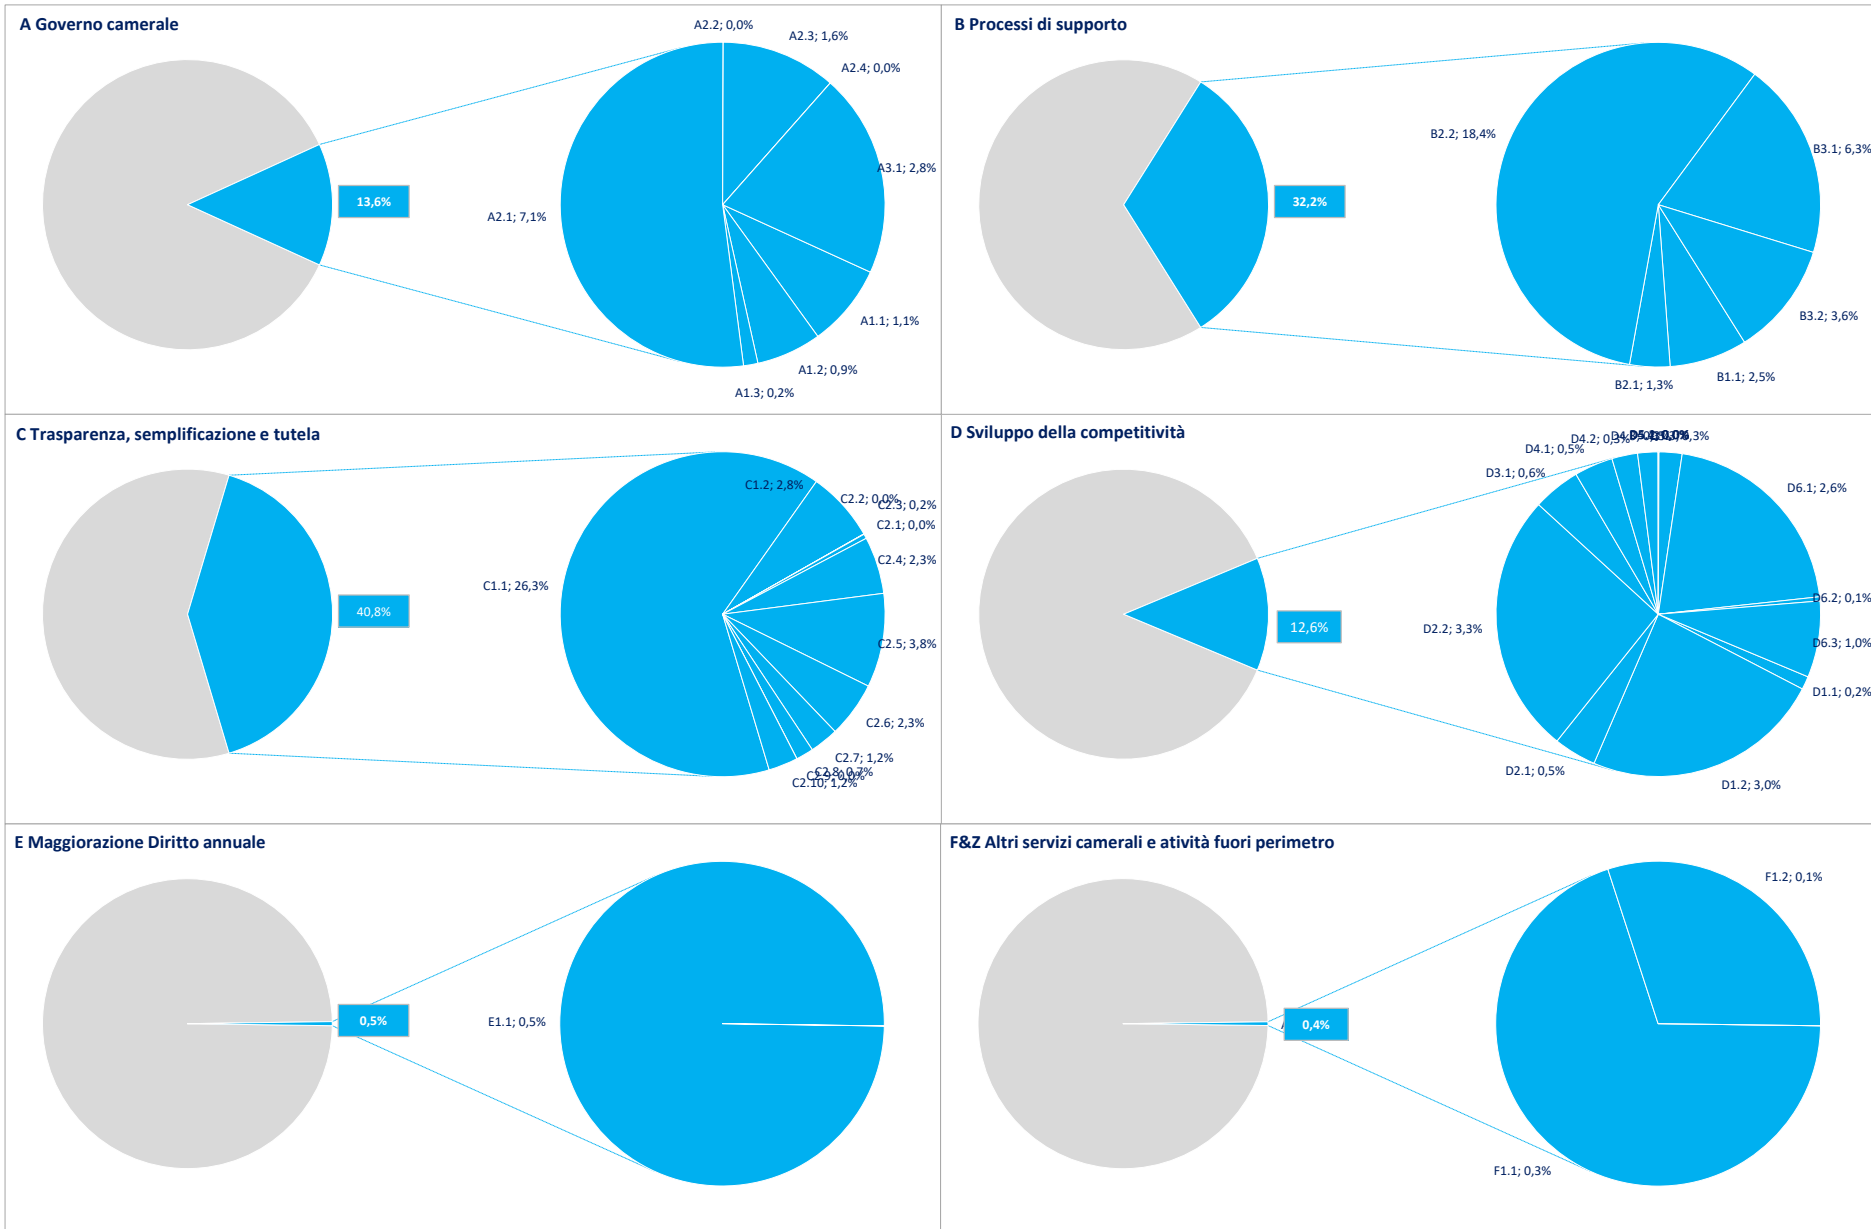 A Governo camerale
A2.2; 0,0%
A2.3; 1,6%
A2.4; 0,0%
A3.1; 2,8%
13,6%
A2.1; 7,1%
A1.1; 1,1%
A1.2; 0,9%
A1.3; 0,2%
B Processi di supporto
B2.2; 18,4%
B3.1; 6,3%
32,2%
B3.2; 3,6%
B1.1; 2,5%
B2.1; 1,3%
C Trasparenza, semplificazione e tutela
C1.2; 2,8%
C2.2; 0,0%
C2.3; 0,2%
C2.1; 0,0%
C2.4; 2,3%
C1.1; 26,3%
40,8%
C2.5; 3,8%
C2.6; 2,3%
C2.7; 1,2%
C2.8; 0,7%
C2.9; 0,0%
C2.10; 1,2%
D Sviluppo della competitività
D4.2; 0,3%
D4.1; 0,5%
D3.1; 0,6%
D6.1; 2,6%
D6.2; 0,1%
12,6%
D2.2; 3,3%
D6.3; 1,0%
D1.1; 0,2%
D2.1; 0,5%
D1.2; 3,0%
E Maggiorazione Diritto annuale
0,5%
E1.1; 0,5%
F&Z Altri servizi camerali e atività fuori perimetro
F1.2; 0,1%
0,4%
F1.1; 0,3%